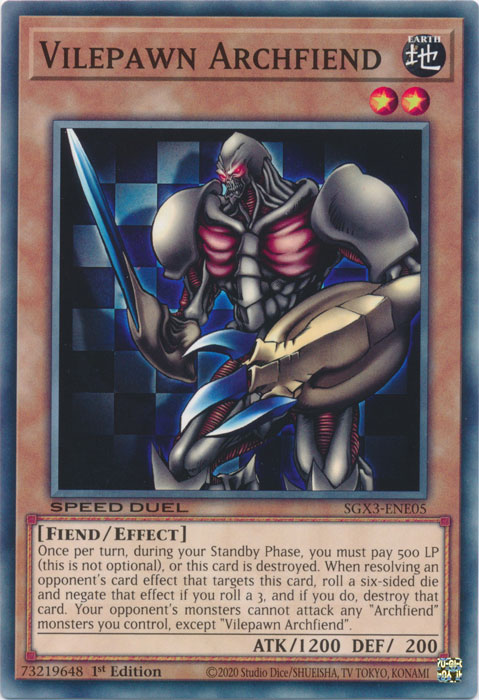 VILEPAWN ARCHFIEND
EARTH
地
SPEED DUEL
SGX3-ENE05
[FIEND/EFFECT]
Once per turn, during your Standby Phase, you must pay 500 LP
(this is not optional), or this card is destroyed. When resolving an
opponent's card effect that targets this card, roll a six-sided die
and negate that effect if you roll a 3, and if you do, destroy that
card. Your opponent's monsters cannot attack any "Archfiend"
monsters you control, except "Vilepawn Archfiend".
ATK/1200 DEF/ 200
73219648 1st Edition ©2020 Studio Dice/SHUEISHA, TV TOKYO, KONAMI